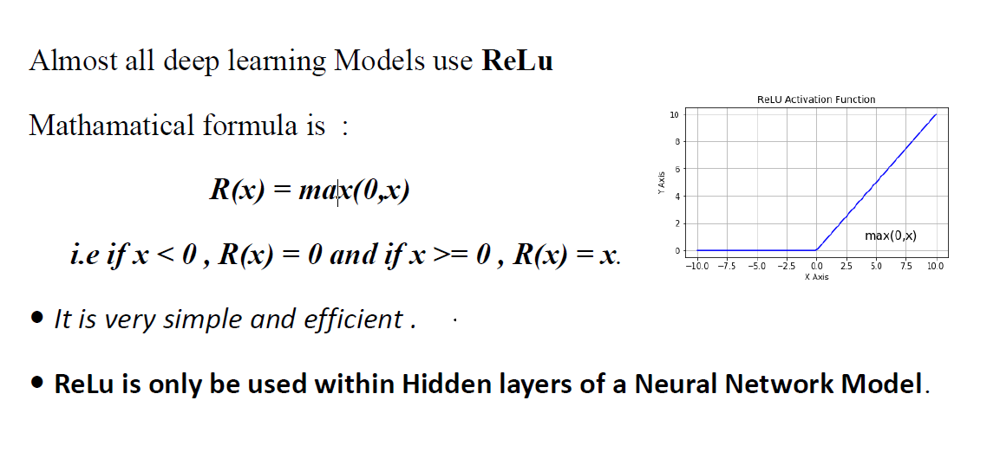 Almost all deep learning Models use ReLu
Mathamatical formula is :
R(x) = max(0,x)
i.e if x < 0 , R(x) = 0 and if x >= 0 , R(x) = x.
• It is very simple and efficient .
• ReLu is only be used within Hidden layers of a Neural Network Model.
ReLU Activation Function
10
8
6
4
2
0
Y Axis
max(0,x)
−10.0 −7.5 −5.0 −2.5 0.0 2.5 5.0 7.5 10.0
X Axis